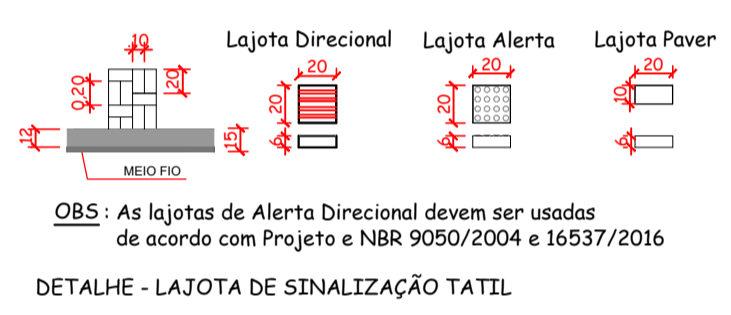 Lajota Direcional
Lajota Alerta
Lajota Paver
.10
20
20
20
0,20
.20
20
20
10
12
.15
6
6
6
MEIO FIO
OBS : As lajotas de Alerta Direcional devem ser usadas
de acordo com Projeto e NBR 9050/2004 e 16537/2016
DETALHE - LAJOTA DE SINALIZAÇÃO TATIL